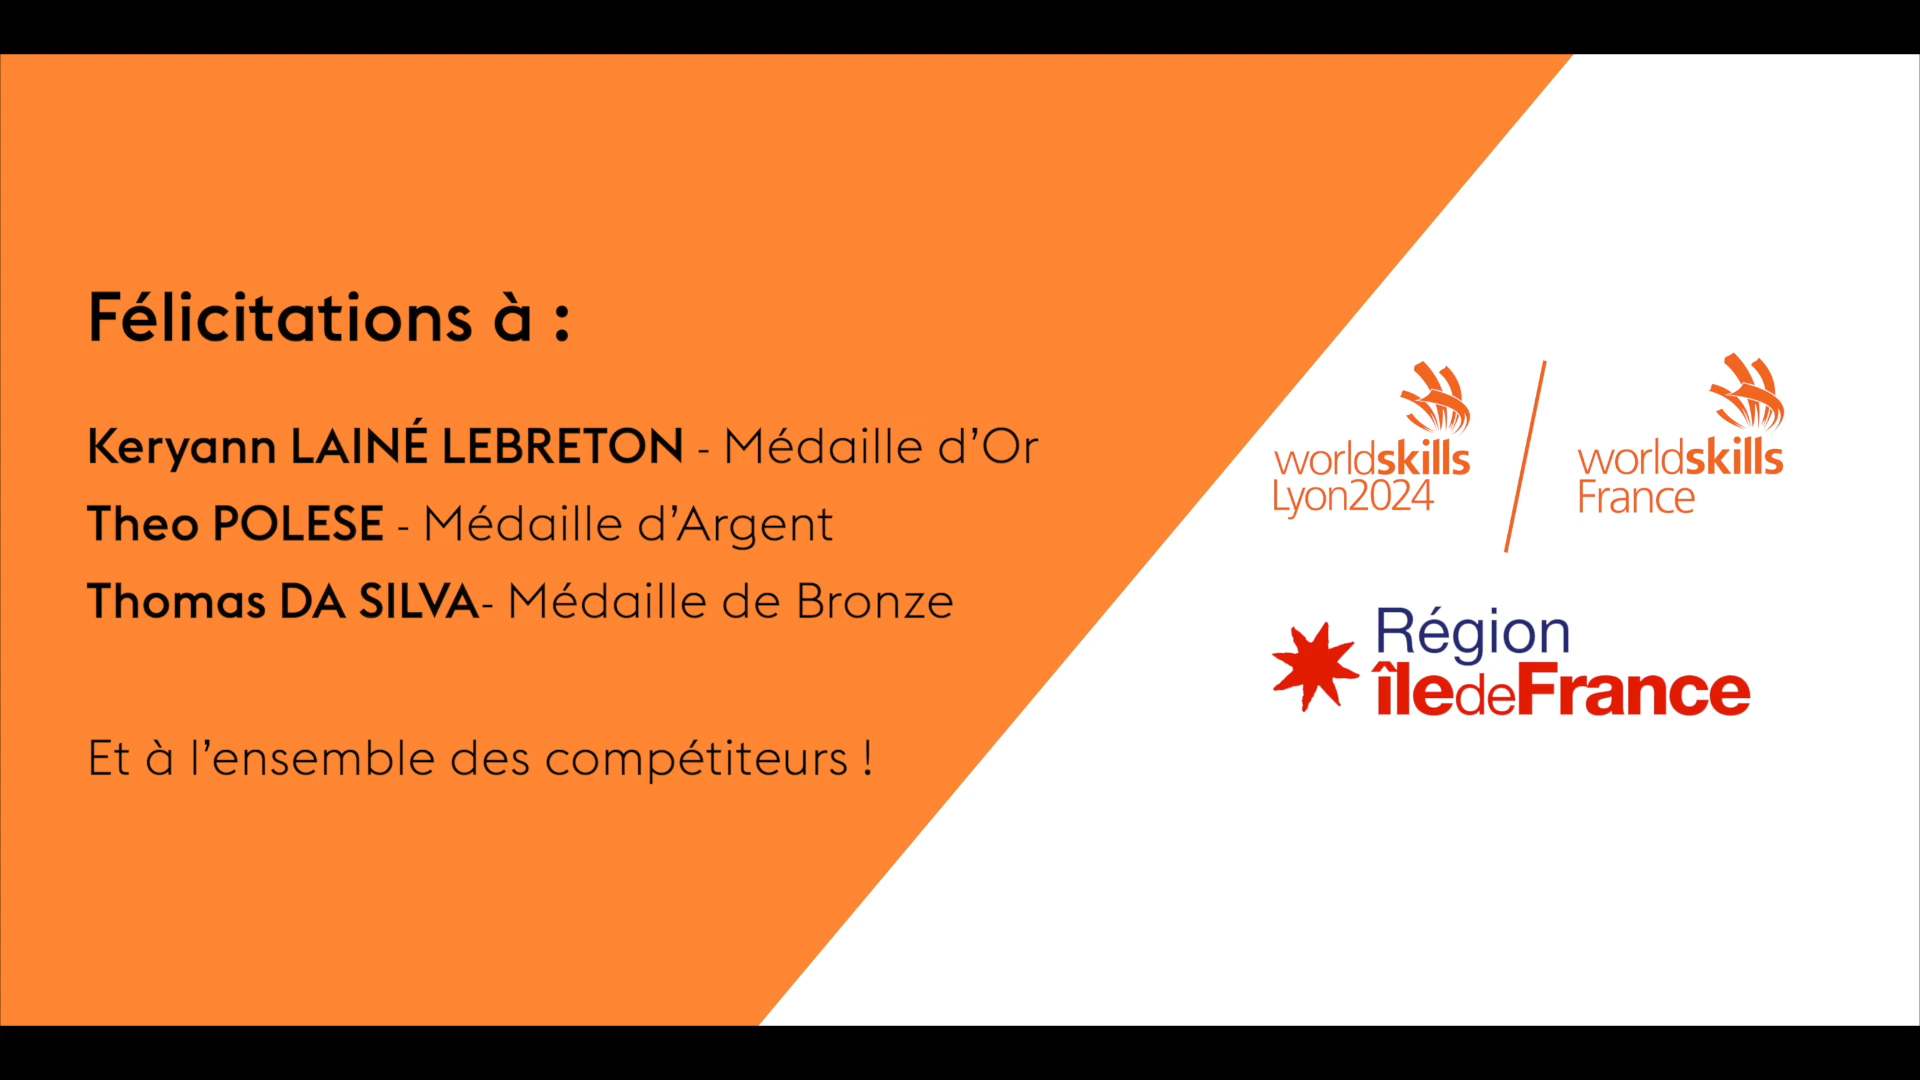 Félicitations à :
Keryann LAINÉ LEBRETON - Médaille d’Or
Theo POLESE - Médaille d’Argent
Thomas DA SILVA- Médaille de Bronze
Et à l’ensemble des compétiteurs !
worldskills
Lyon2024
worldskills
France
Région
îledeFrance